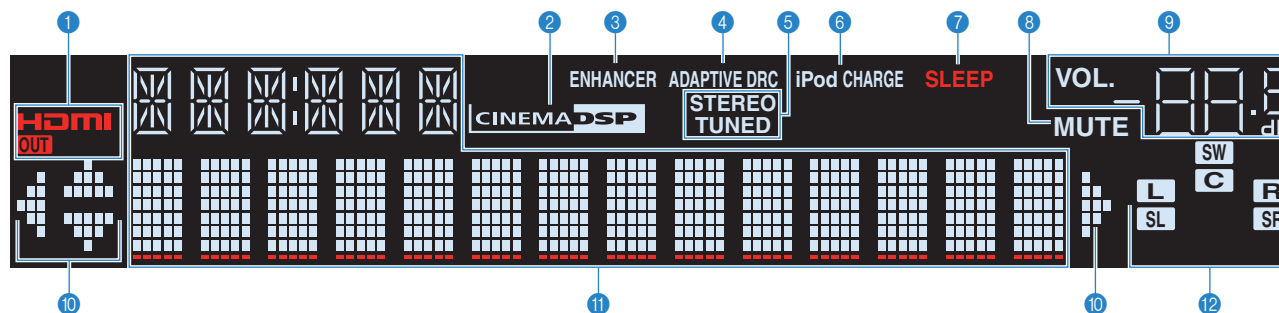 1 2 3 4 5 6 7 8 9
ENHANCER ADAPTIVE DRC iPod CHARGE SLEEP VOL.
HDMI
OUT
CINEMA DSP
STEREO
TUNED
MUTE
SW
C
L
SL
10 11 10 12